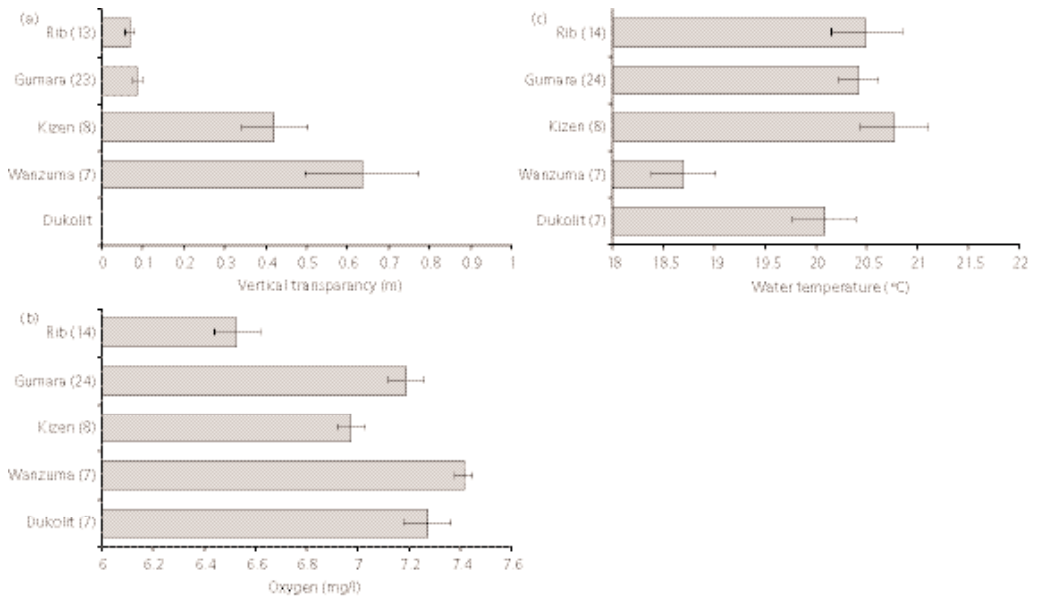 (a)
Rib (13)
Gumara (23)
Kizen (8)
Wanzuma (7)
Dukolit
0 0.1 0.2 0.3 0.4 0.5 0.6 0.7 0.8 0.9 1
Vertical transparancy (m)
(c)
Rib (14)
Gumara (24)
Kizen (8)
Wanzuma (7)
Dukolit (7)
18 18.5 19 19.5 20 20.5 21 21.5 22
Water temperature (°C)
(b)
Rib (14)
Gumara (24)
Kizen (8)
Wanzuma (7)
Dukolit (7)
6 6.2 6.4 6.6 6.8 7 7.2 7.4 7.6
Oxygen (mg/l)